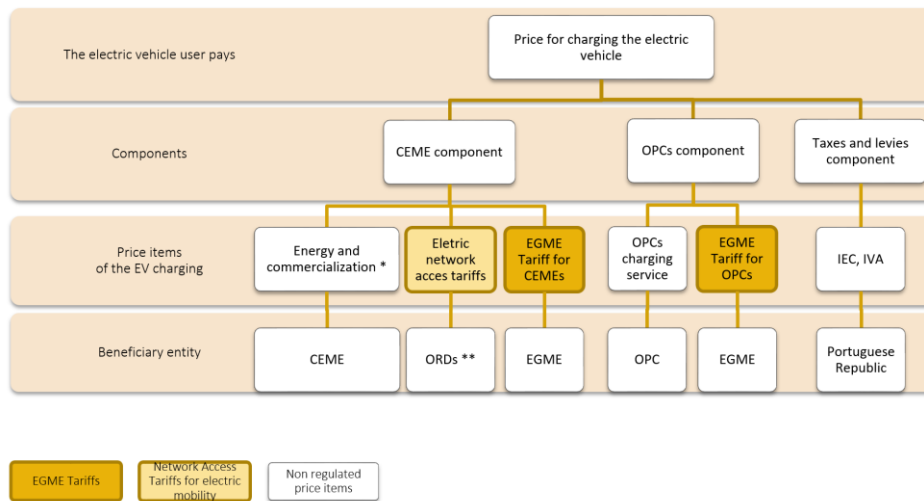 The electric vehicle user pays
Price for charging the electric
vehicle
Components
CEME component
OPCs component
Taxes and levies
component
Price items
of the EV charging
Energy and
commercialization *
Eletric
network
acces tariffs
EGME
Tariff for
CEMEs
OPCs
charging
service
EGME
Tariff for
OPCs
IEC, IVA
Beneficiary entity
CEME
ORDs **
EGME
OPC
EGME
Portuguese
Republic
EGME Tariffs
Network Access
Tariffs for electric
mobility
Non regulated
price items